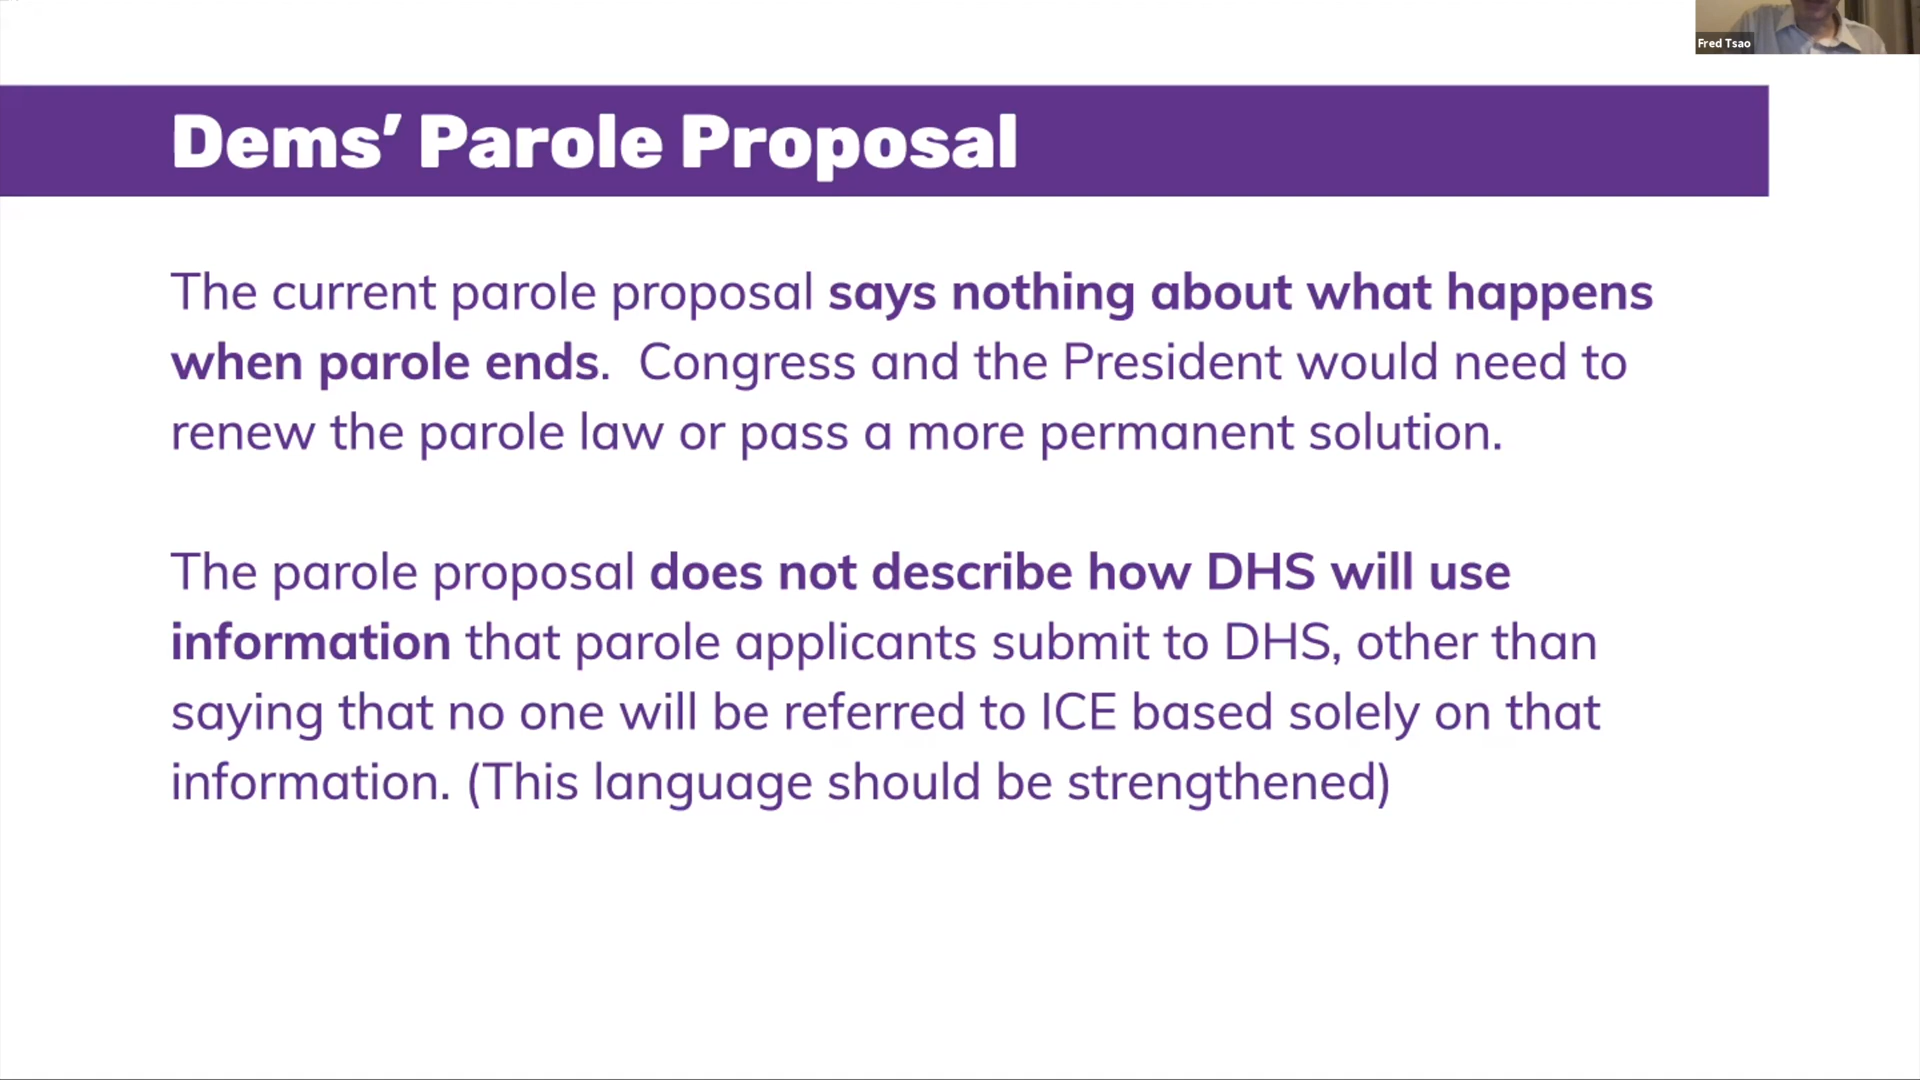 Fred Tsao
Dems’ Parole Proposal
The current parole proposal says nothing about what happens
when parole ends.  Congress and the President would need to
renew the parole law or pass a more permanent solution.
The parole proposal does not describe how DHS will use
information that parole applicants submit to DHS, other than
saying that no one will be referred to ICE based solely on that
information. (This language should be strengthened)